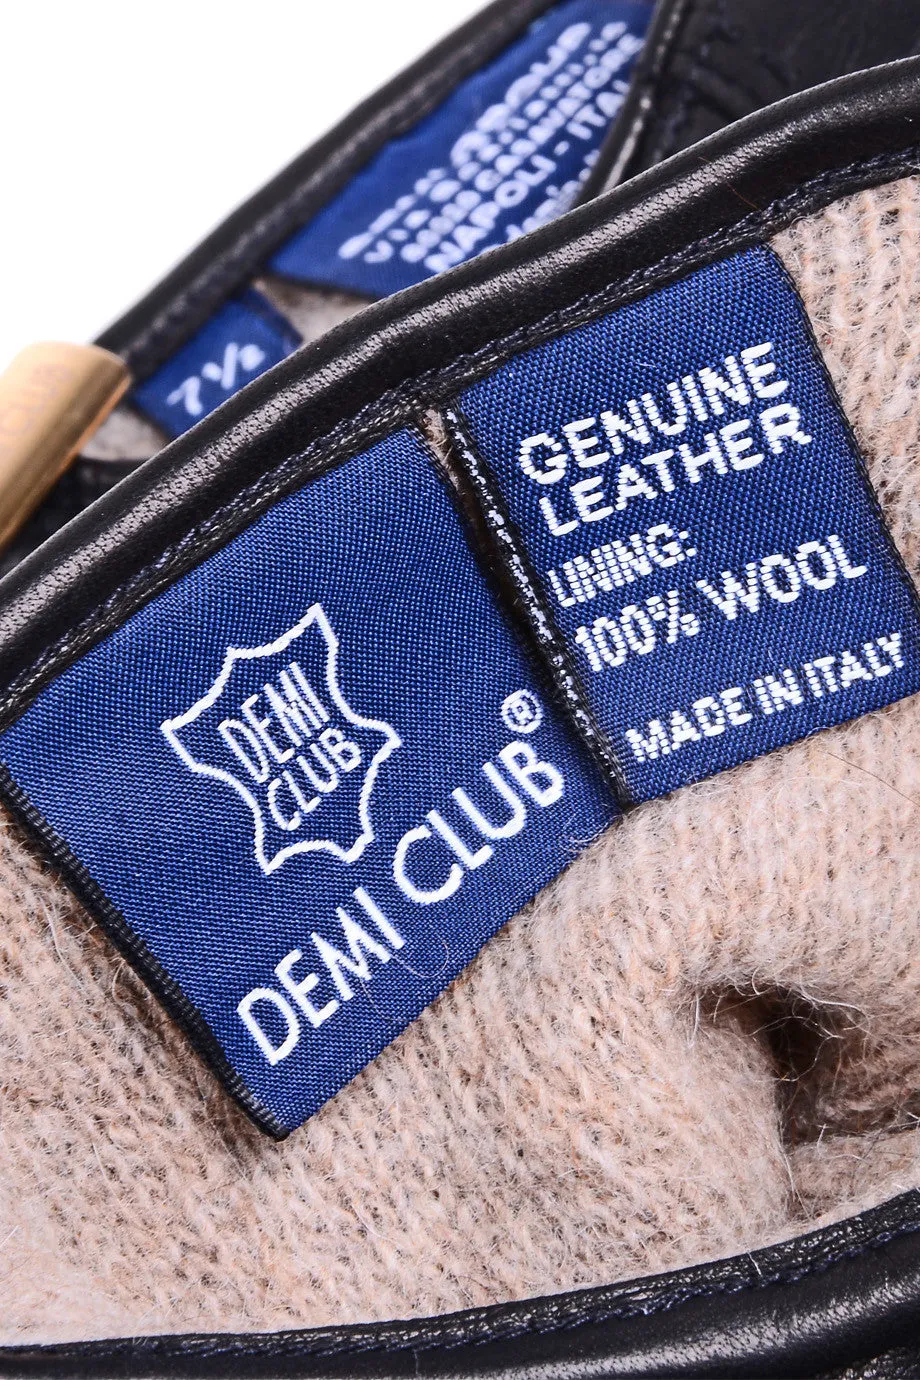 NAPOLI - ITAL
7 ½
GENUINE
LEATHER
LINING:
100% WOOL
MADE IN ITALY
DEMI
CLUB
DEMI CLUB®